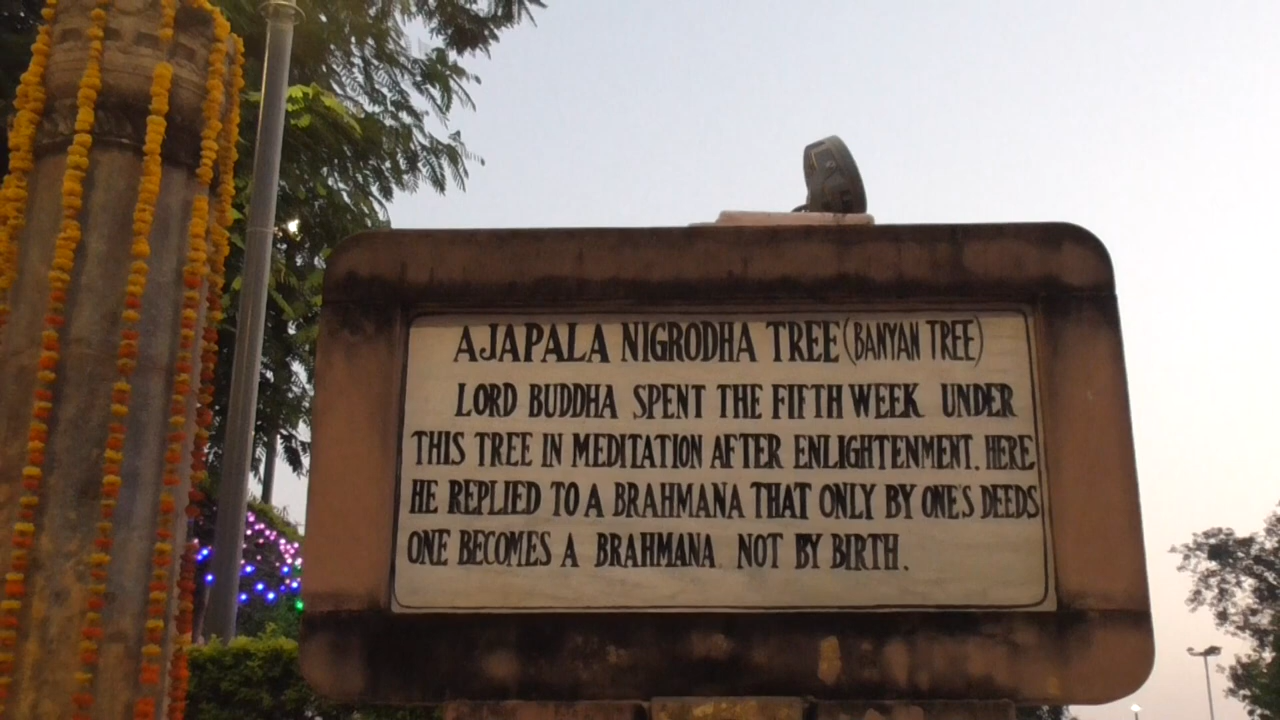 AJAPALA NIGRODHA TREE (BANYAN TREE)
LORD BUDDHA SPENT THE FIFTH WEEK UNDER
THIS TREE IN MEDITATION AFTER ENLIGHTENMENT. HERE
HE REPLIED TO A BRAHMANA THAT ONLY BY ONE'S DEEDS
ONE BECOMES A BRAHMANA NOT BY BIRTH.